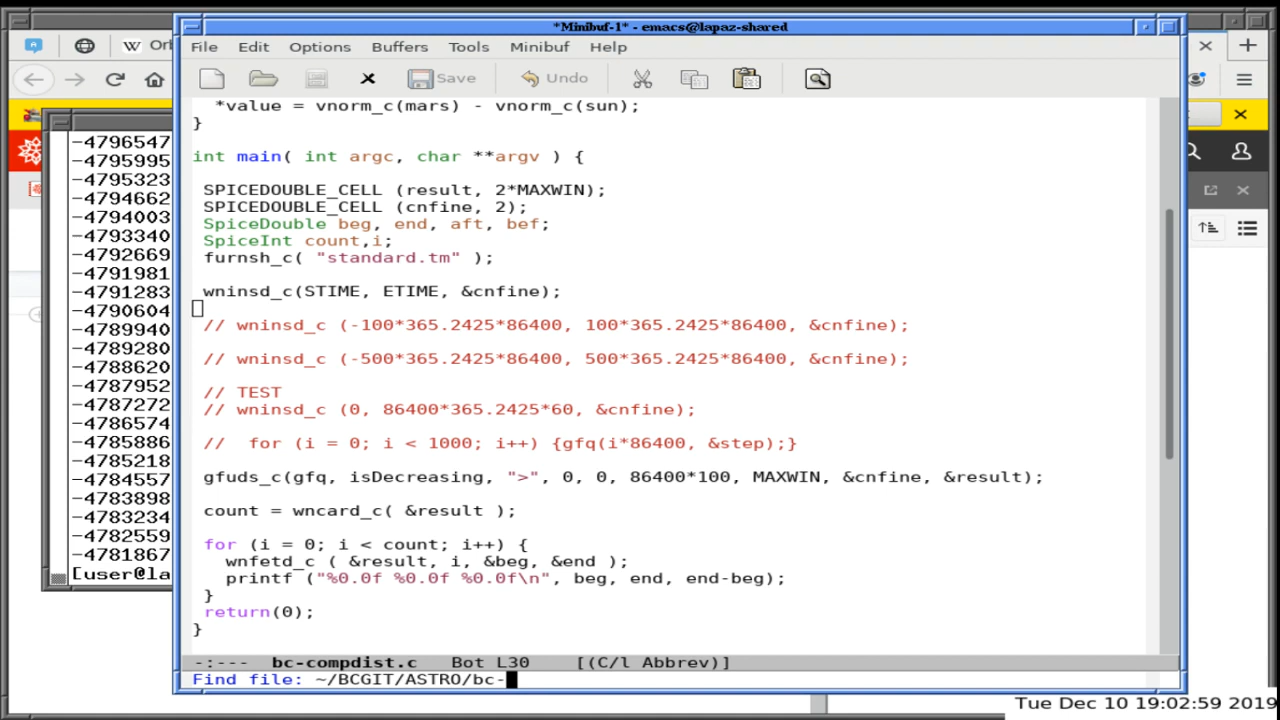 *Minibuf-1* - emacs@lapaz-shared
File Edit Options Buffers Tools Minibuf Help
Save Undo
W Ori
*value = vnorm_c(mars) - vnorm_c(sun);
}
int main( int argc, char **argv ) {
SPICEDOUBLE_CELL (result, 2*MAXWIN);
SPICEDOUBLE_CELL (cnfine, 2);
SpiceDouble beg, end, aft, bef;
SpiceInt count,i;
furnsh_c( "standard.tm" );
wninsd_c(STIME, ETIME, &cnfine);
// wninsd_c (-100*365.2425*86400, 100*365.2425*86400, &cnfine);
// wninsd_c (-500*365.2425*86400, 500*365.2425*86400, &cnfine);
// TEST
// wninsd_c (0, 86400*365.2425*60, &cnfine);
//  for (i = 0; i < 1000; i++) {gfq(i*86400, &step);}
gfuds_c(gfq, isDecreasing, ">", 0, 0, 86400*100, MAXWIN, &cnfine, &result);
count = wncard_c( &result );
for (i = 0; i < count; i++) {
wnfetd_c ( &result, i, &beg, &end );
printf ("%0.0f %0.0f %0.0f\n", beg, end, end-beg);
}
return(0);
}
-:---  bc-compdist.c   Bot L30    [(C/l Abbrev)]
Find file: ~/BCGIT/ASTRO/bc-
-4796547
-4795995
-4795323
-4794662
-4794003
-4793340
-4792669
-4791981
-4791283
-4790604
-4789940
-4789280
-4788620
-4787952
-4787272
-4786574
-4785886
-4785218
-4784557
-4783898
-4783234
-4782559
-4781867
[user@la
Tue Dec 10 19:02:59 2019